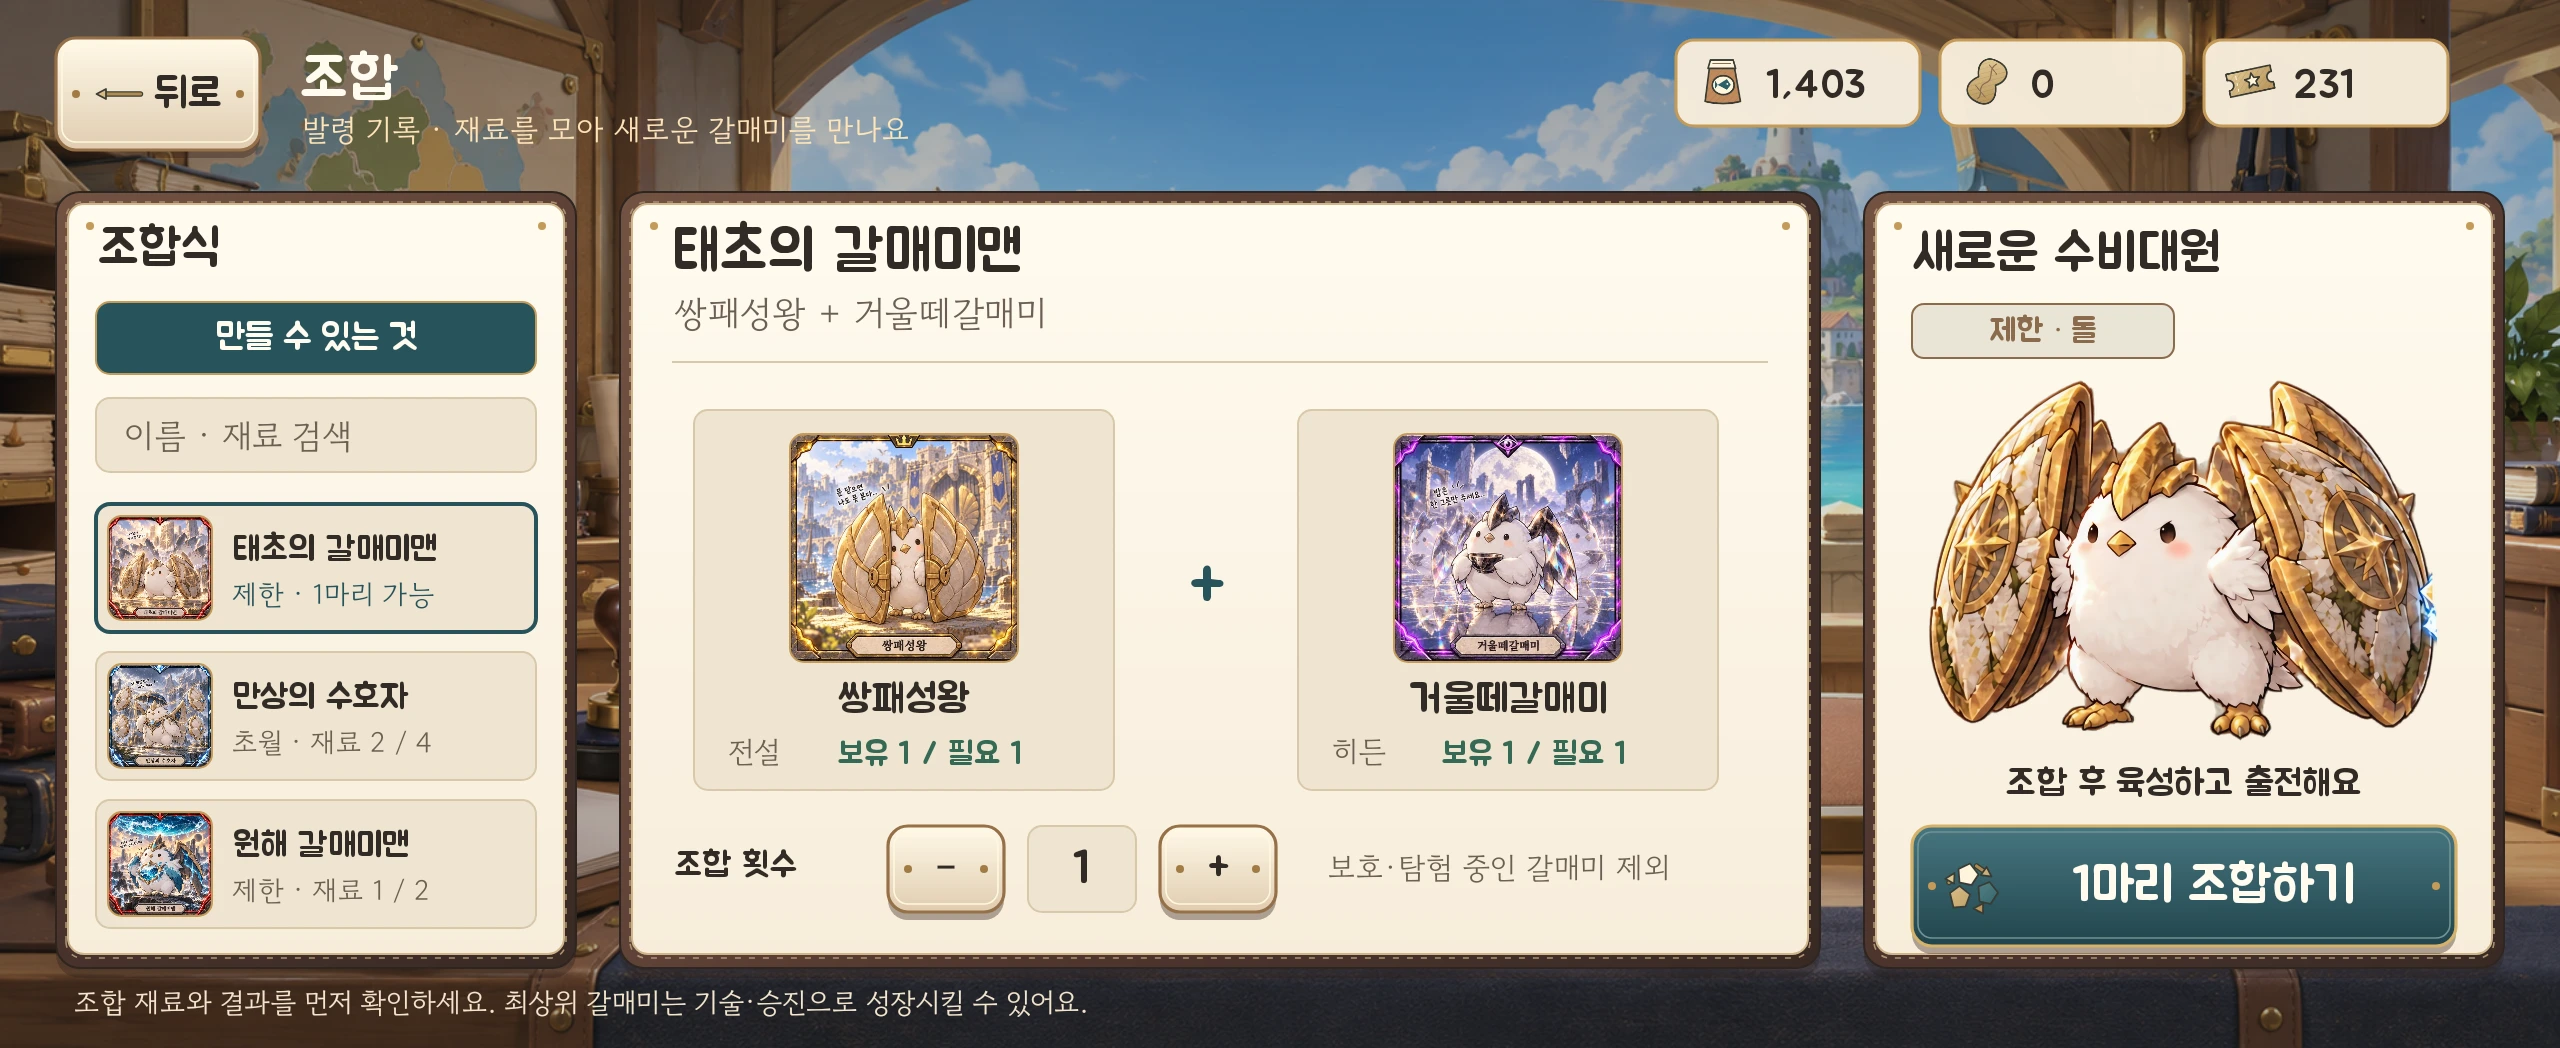 뒤로
조합
발령 기록 · 재료를 모아 새로운 갈매미를 만나요
1,403
0
231
조합식
만들 수 있는 것
이름 · 재료 검색
태초의 갈매미맨
제한 · 1마리 가능
만상의 수호자
초월 · 재료 2 / 4
원해 갈매미맨
제한 · 재료 1 / 2
태초의 갈매미맨
쌍패성왕 + 거울떼갈매미
쌍패성왕
+
거울떼갈매미
쌍패성왕
전설 보유 1 / 필요 1
거울떼갈매미
히든 보유 1 / 필요 1
조합 횟수
−
1
+
보호·탐험 중인 갈매미 제외
새로운 수비대원
제한 · 돌
조합 후 육성하고 출전해요
1마리 조합하기
조합 재료와 결과를 먼저 확인하세요. 최상위 갈매미는 기술·승진으로 성장시킬 수 있어요.